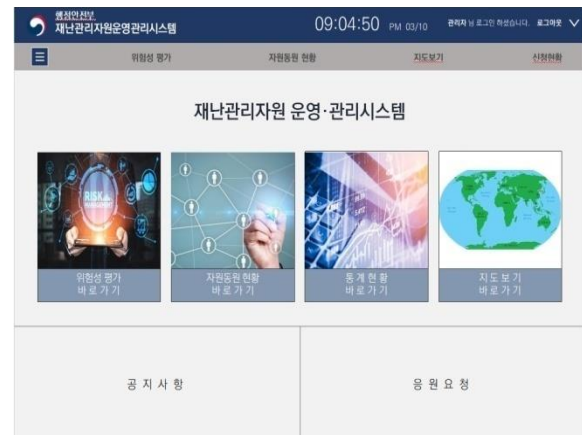 행정안전부
재난관리자원운영관리시스템
09:04:50 PM 03/10
관리자 님 로그인 하셨습니다. 로그아웃
위험성 평가
자원동원 현황
지도보기
신청현황
재난관리자원 운영·관리시스템
RISK
MANAGEMENT
위험성 평가
바로가기
자원동원 현황
바로가기
통계현황
바로가기
지도보기
바로가기
공지사항
응원요청